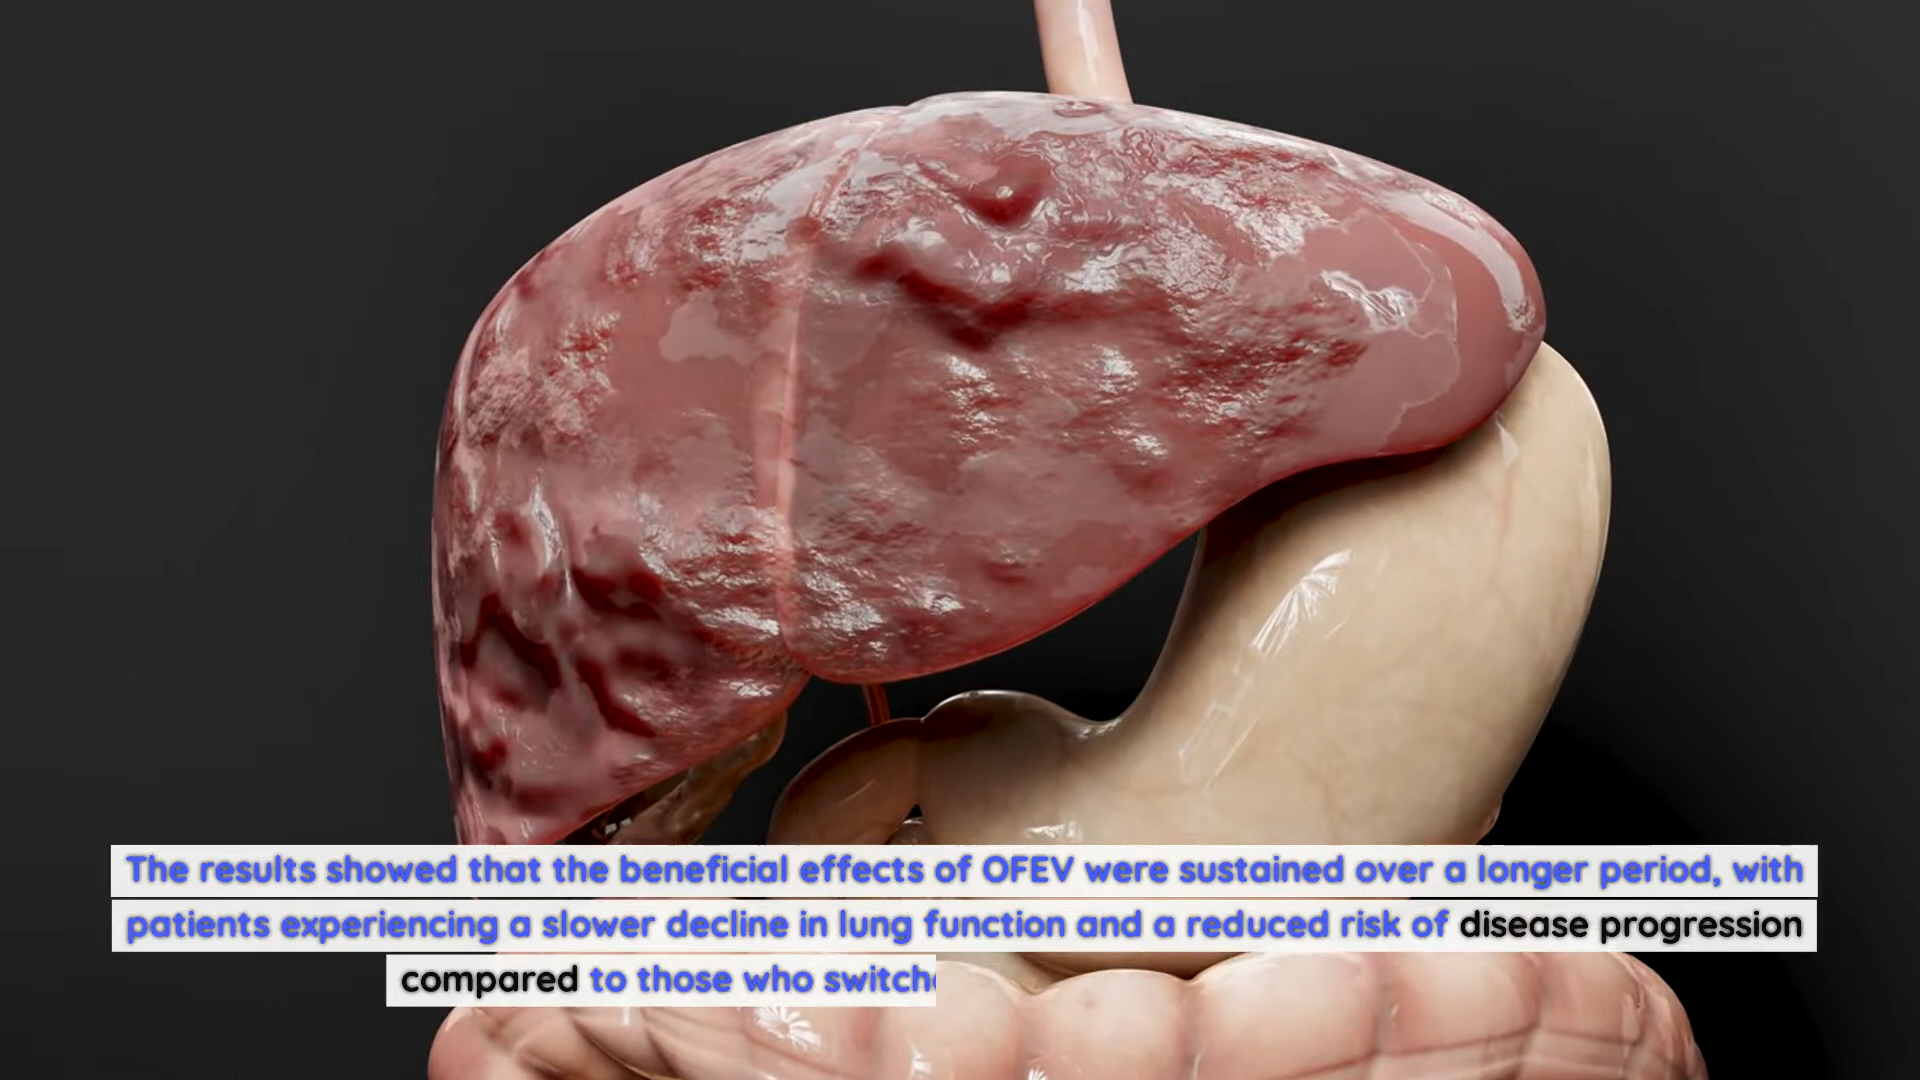 The results showed that the beneficial effects of OFEV were sustained over a longer period, with
patients experiencing a slower decline in lung function and a reduced risk of disease progression
compared to those who